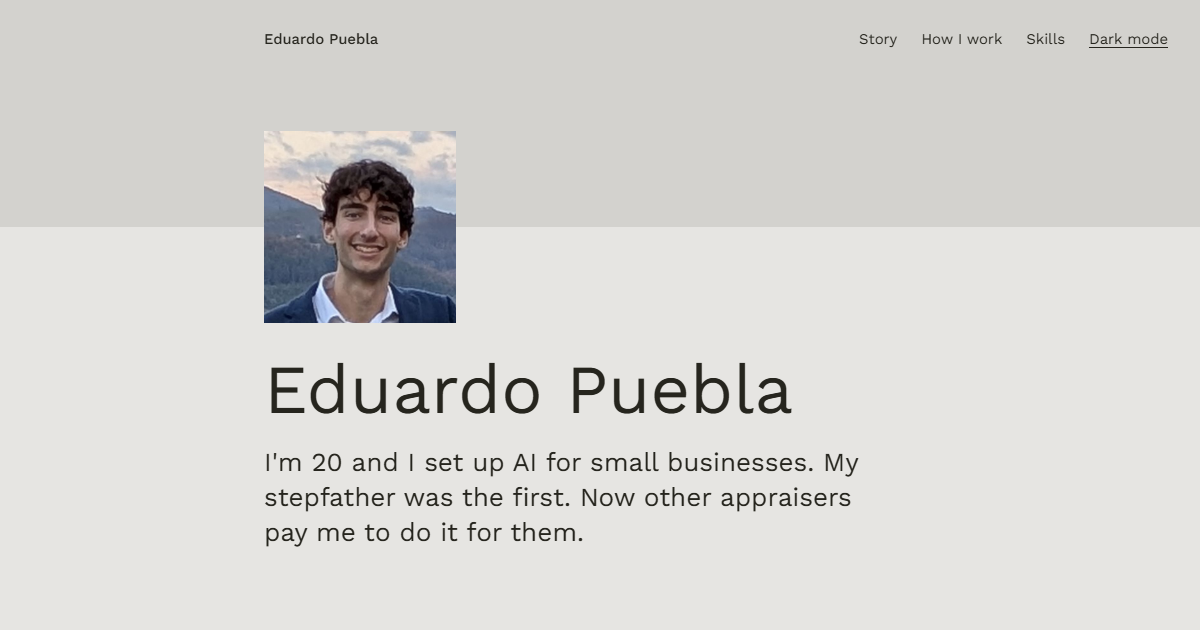 Eduardo Puebla
Story
How I work
Skills
Dark mode
Eduardo Puebla
I'm 20 and I set up AI for small businesses. My
stepfather was the first. Now other appraisers
pay me to do it for them.